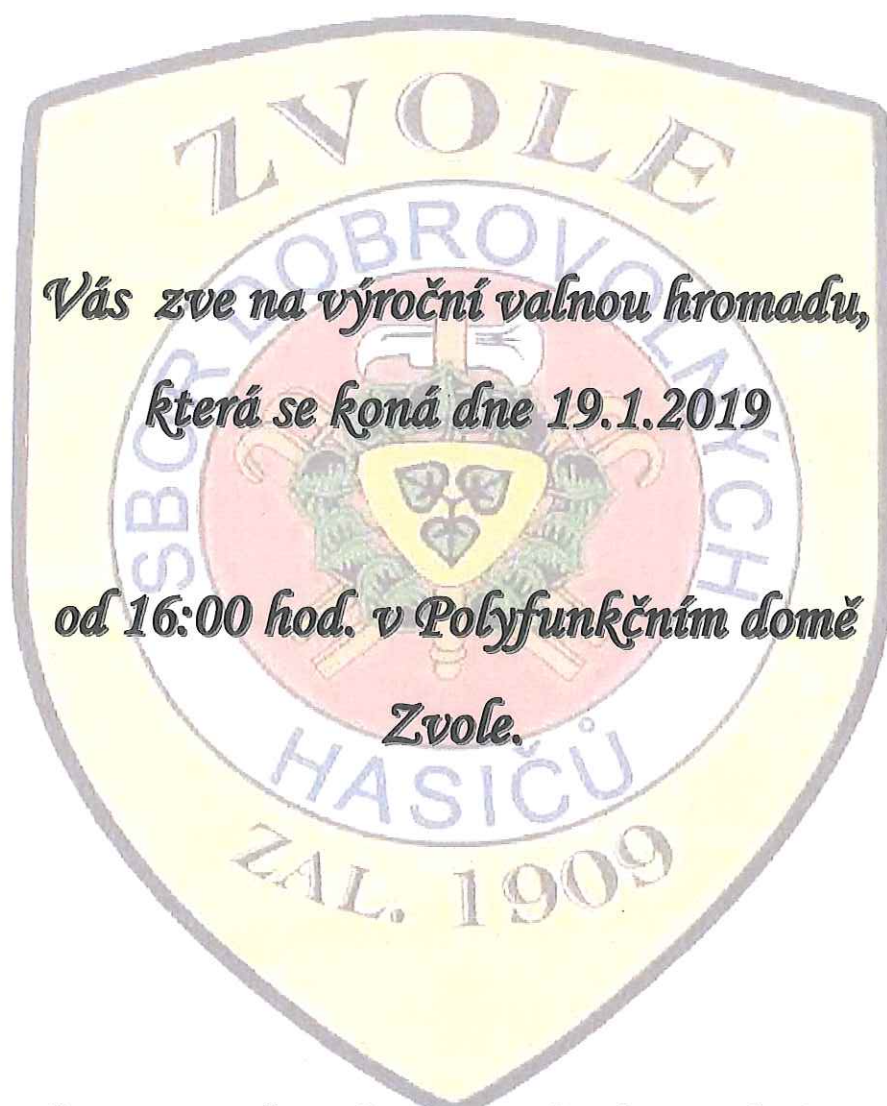 ZVOLE
SBOR DOBROVOLNÝCH
Vás zve na výroční valnou hromadu,
která se koná dne 19.1.2019
od 16:00 hod. v Polyfunkčním domě
Zvole.
HASIČŮ
ZAL. 1909